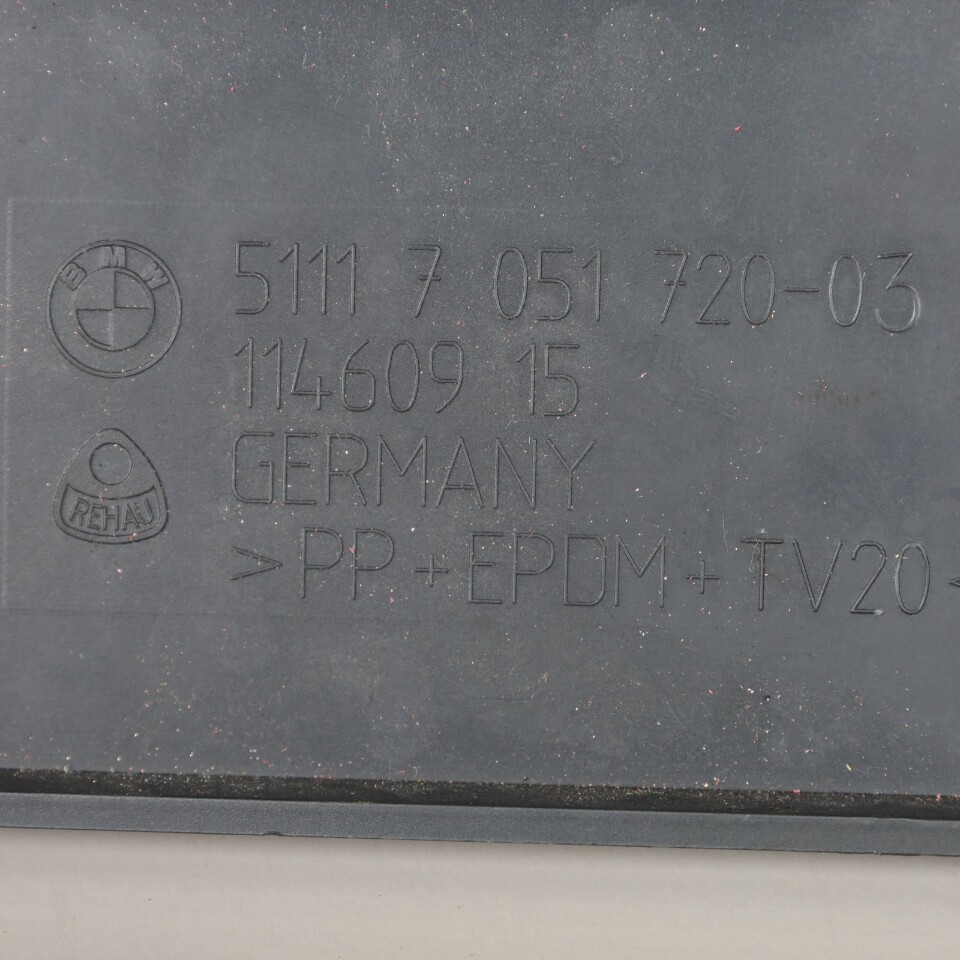 BMW
5111 7 051 720-03
114609 15
GERMANY
REHAU
>PP+EPDM+TV20<